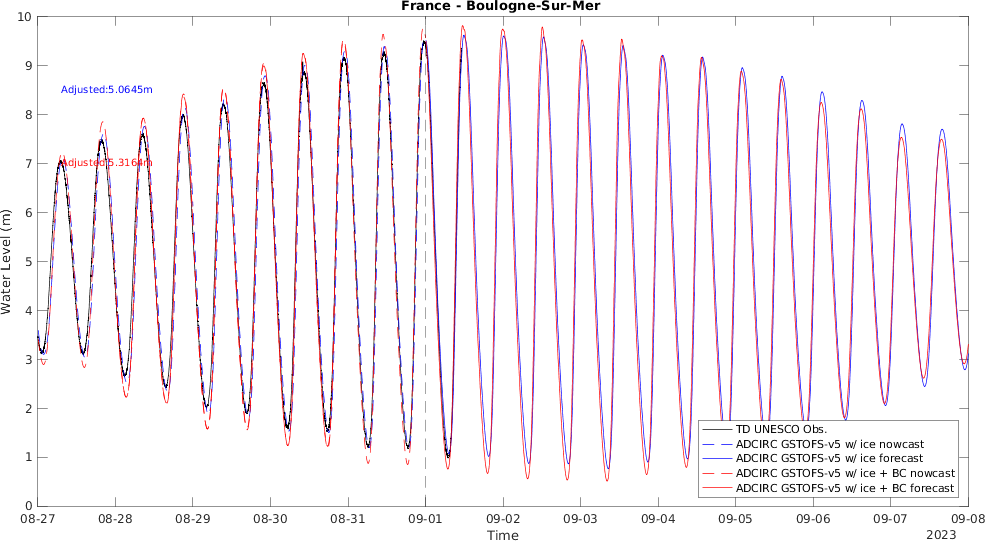 France - Boulogne-Sur-Mer
Water Level (m)
10
9
8
7
6
5
4
3
2
1
0
Adjusted:5.0645m
Adjusted:5.3164m
TD UNESCO Obs.
ADCIRC GSTOFS-v5 w/ ice nowcast
ADCIRC GSTOFS-v5 w/ ice forecast
ADCIRC GSTOFS-v5 w/ ice + BC nowcast
ADCIRC GSTOFS-v5 w/ ice + BC forecast
08-27 08-28 08-29 08-30 08-31 09-01 09-02 09-03 09-04 09-05 09-06 09-07 09-08
Time
2023